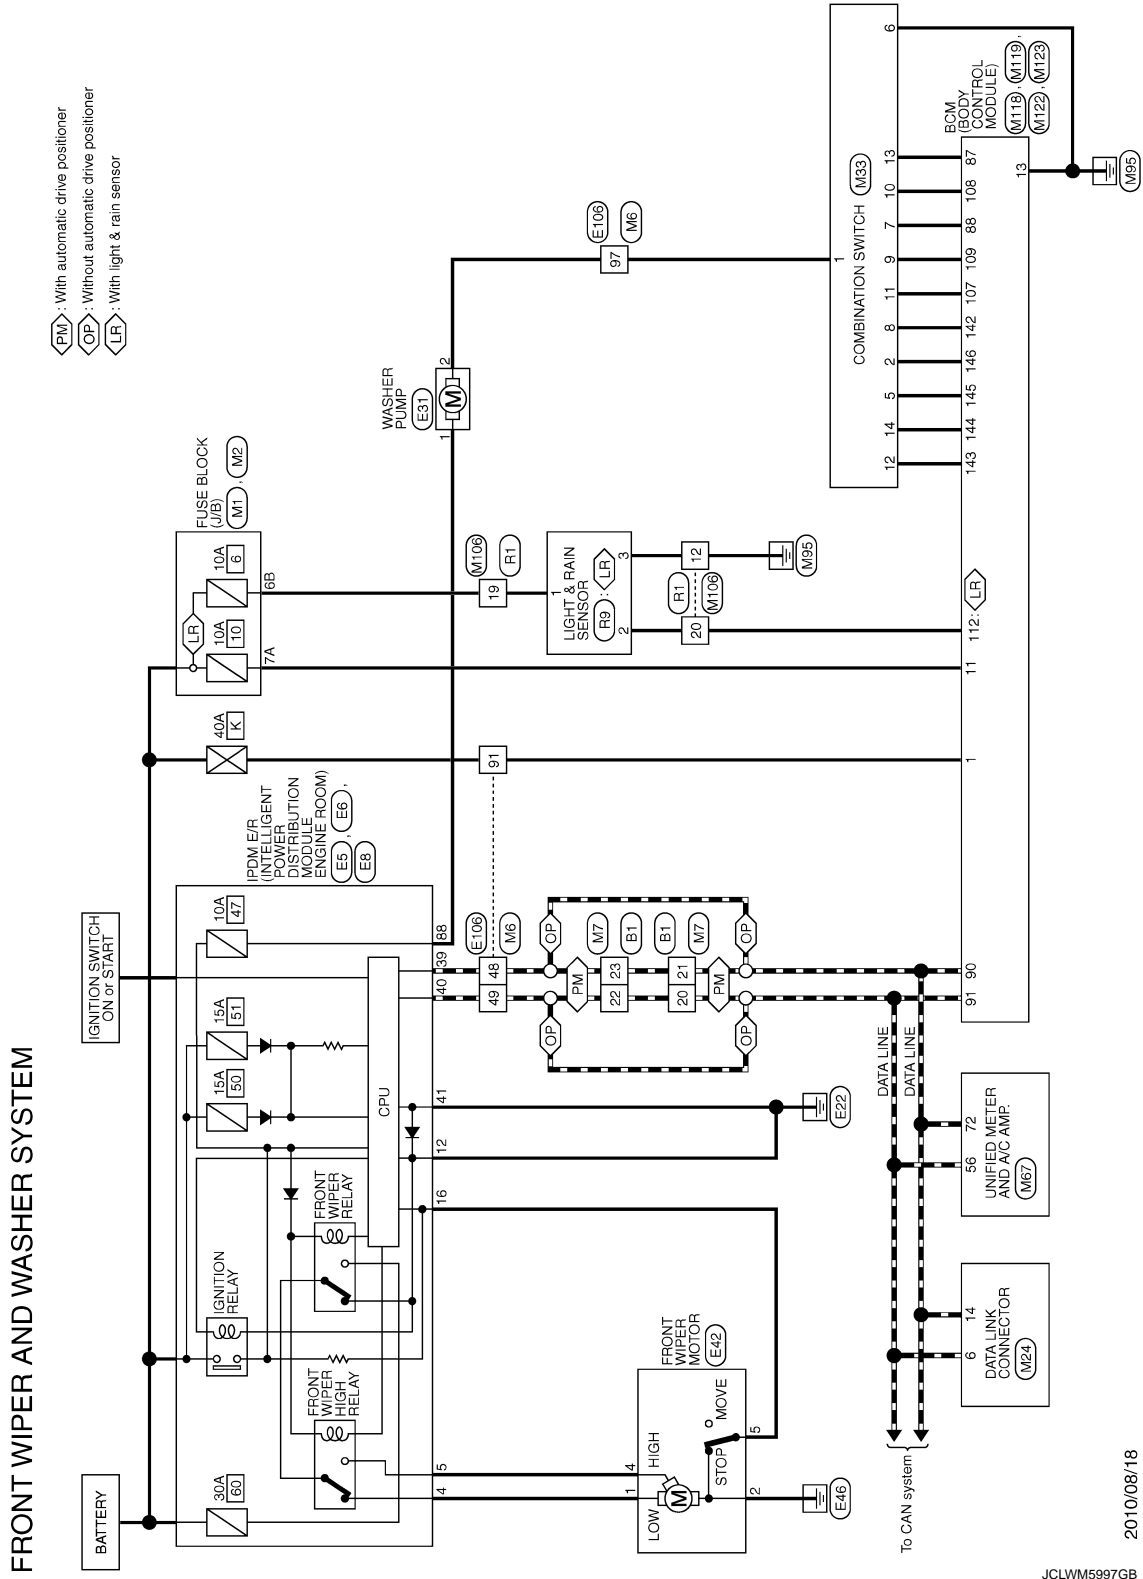 FRONT WIPER AND WASHER SYSTEM
PM : With automatic drive positioner
OP : Without automatic drive positioner
LR : With light & rain sensor
BATTERY
IGNITION SWITCH
ON or START
30A
60
IGNITION
RELAY
FRONT
WIPER
HIGH
RELAY
FRONT
WIPER
RELAY
15A
50
15A
51
10A
47
CPU
IPDM E/R
(INTELLIGENT
POWER
DISTRIBUTION
MODULE
ENGINE ROOM)
E5 , E6 ,
E8
40A
K
FUSE BLOCK
(J/B)
M1 , M2
10A
10
10A
6
LR
7A
6B
4
5
16
12
41
40
39
88
E106
M6
49
48
91
WASHER
PUMP
E31
1
M
2
M106
R1
19
E106
M6
97
OP
OP
PM
M7
B1
22
23
B1
M7
20
21
PM
OP
OP
LIGHT & RAIN
SENSOR
R9 : LR
1
2
3
R1
M106
20
12
M95
FRONT
WIPER
MOTOR
E42
LOW
HIGH
1
4
M
STOP
MOVE
2
5
E46
E22
COMBINATION SWITCH M33
1
12
14
5
2
8
11
9
7
10
13
6
143
144
145
146
142
107
109
88
108
87
BCM
(BODY
CONTROL
MODULE)
M118 , M119 ,
M122 , M123
13
M95
91
90
1
11
112 : LR
DATA LINE
DATA LINE
To CAN system
6
14
DATA LINK
CONNECTOR
M24
56
72
UNIFIED METER
AND A/C AMP.
M67
2010/08/18
JCLWM5997GB